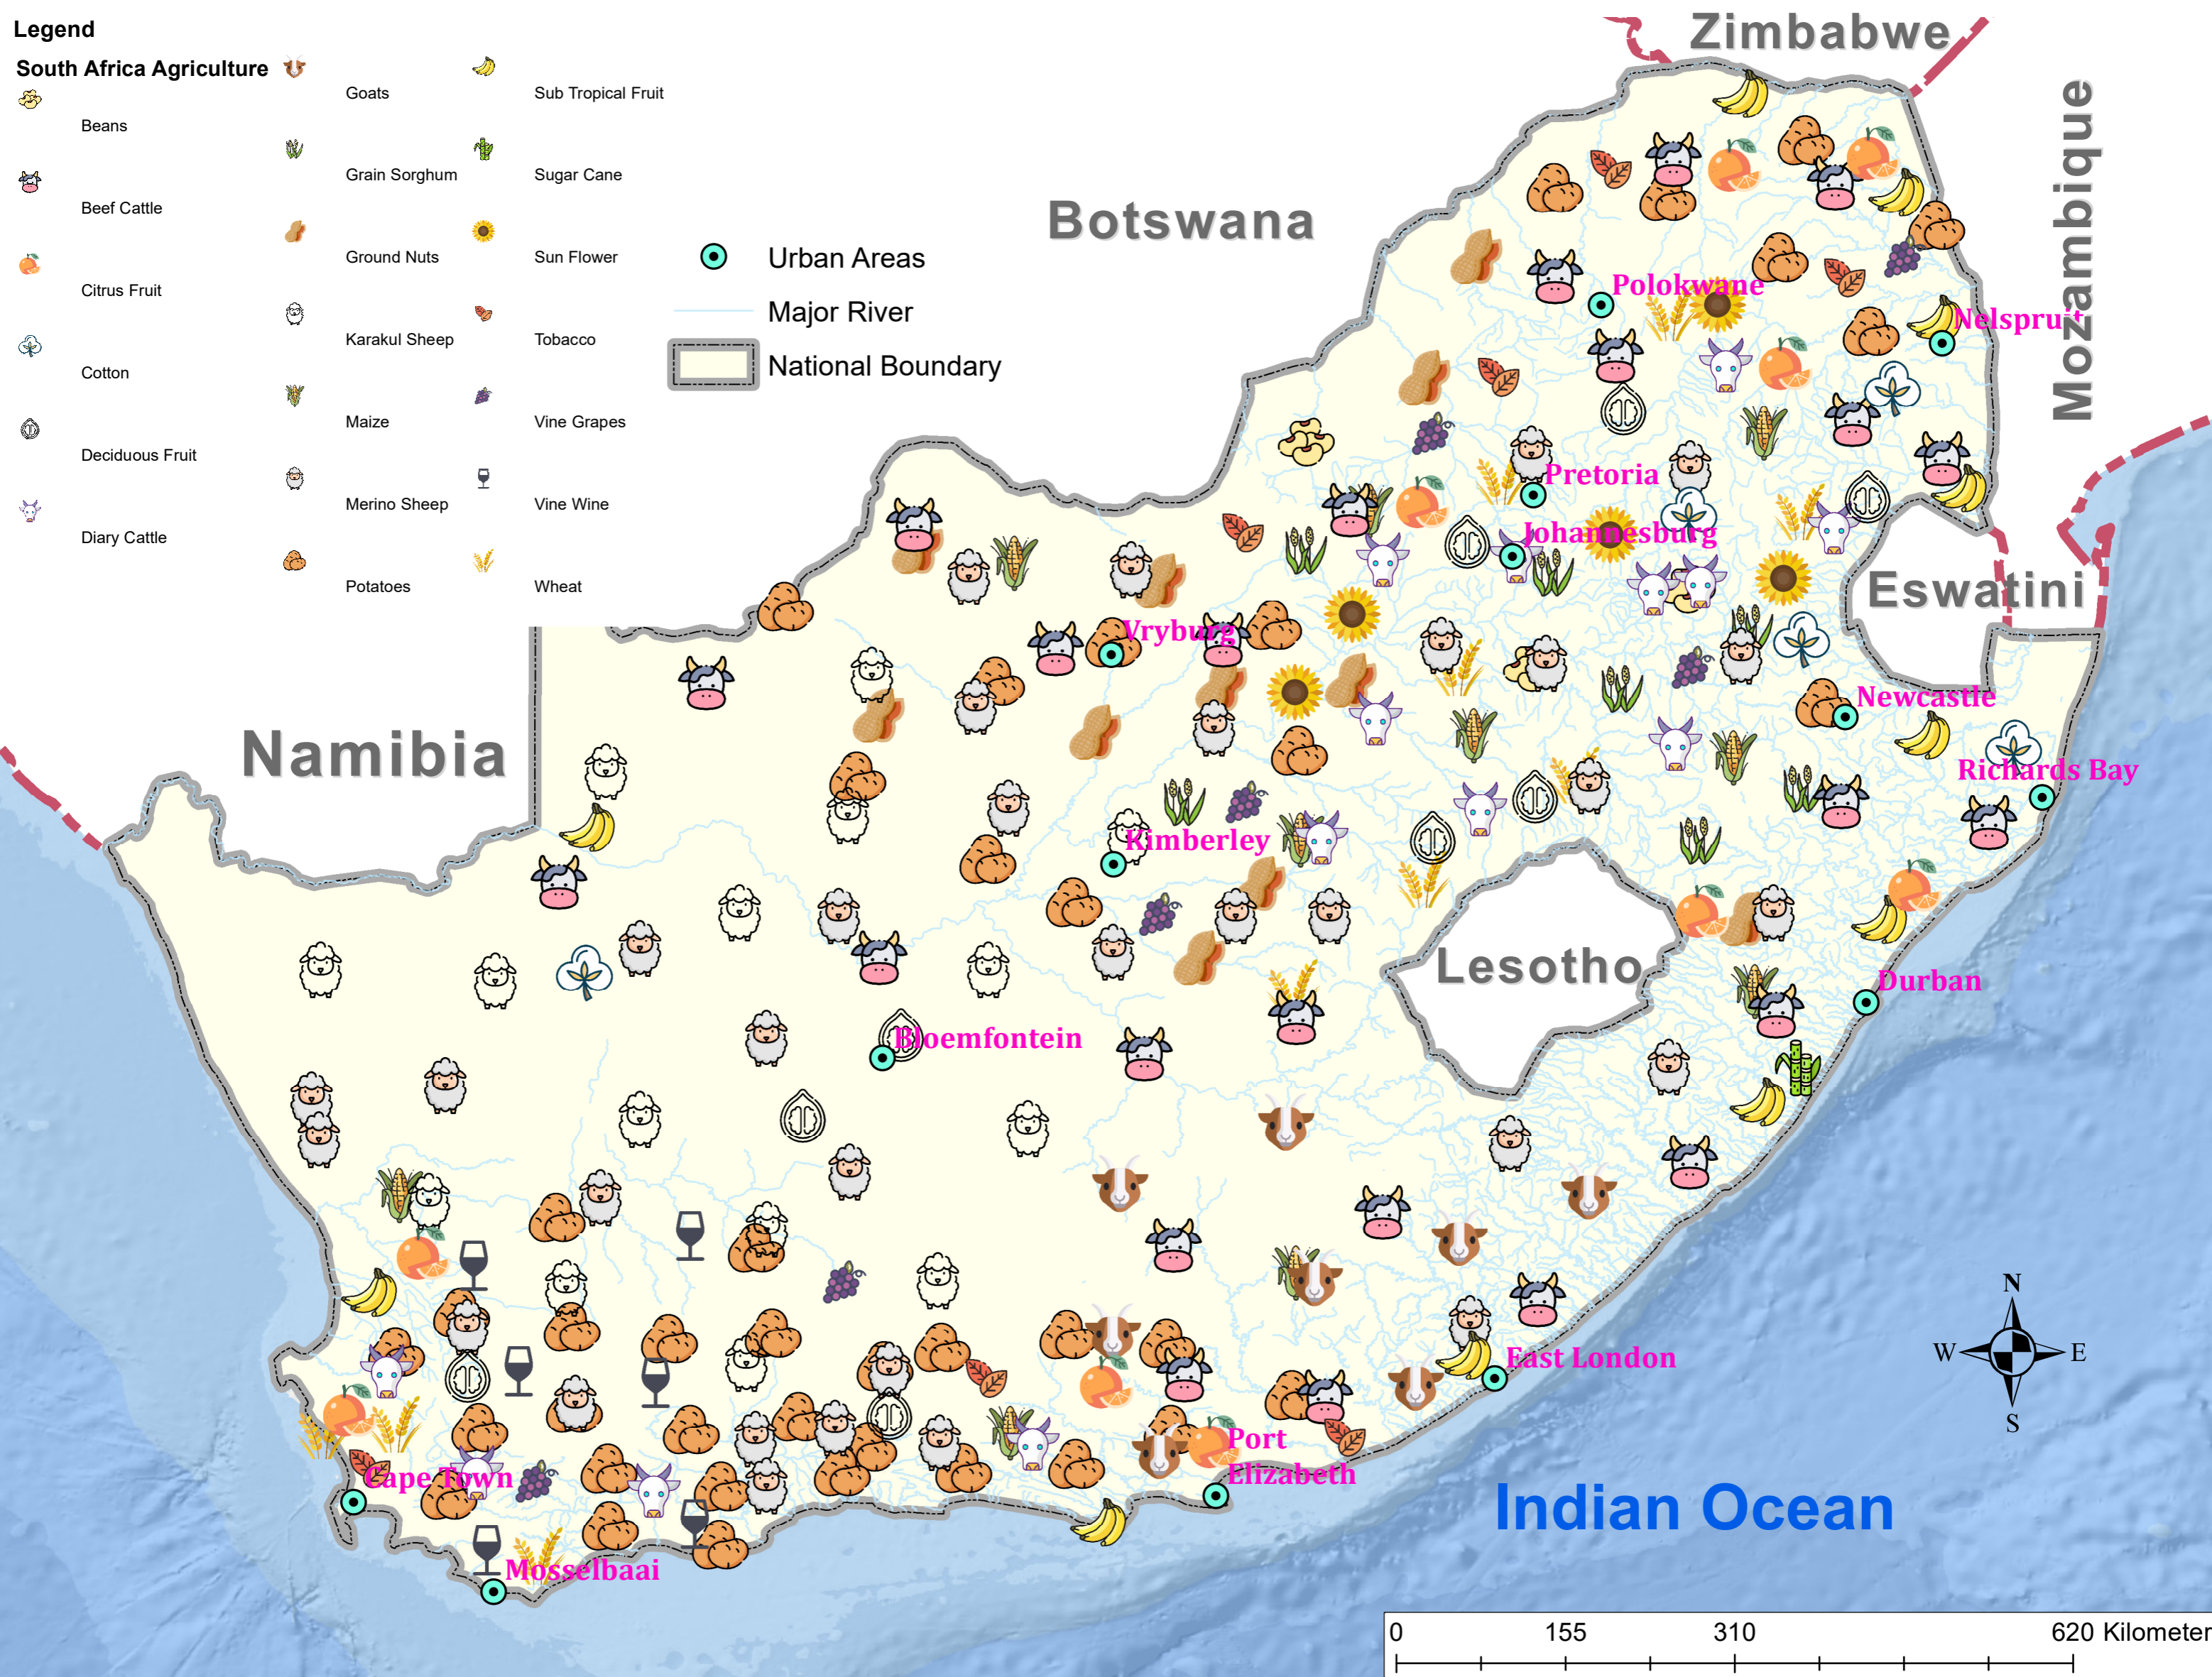 Legend
South Africa Agriculture
Beans
Beef Cattle
Citrus Fruit
Cotton
Deciduous Fruit
Diary Cattle
Goats
Grain Sorghum
Ground Nuts
Karakul Sheep
Maize
Merino Sheep
Potatoes
Sub Tropical Fruit
Sugar Cane
Sun Flower
Tobacco
Vine Grapes
Vine Wine
Wheat
Urban Areas
Major River
National Boundary
Zimbabwe
Mozambique
Botswana
Polokwane
Nelspruit
Pretoria
Johannesburg
Eswatini
Vryburg
Newcastle
Namibia
Richards Bay
Kimberley
Lesotho
Durban
Bloemfontein
East London
Port
Elizabeth
Cape Town
Mosselbaai
Indian Ocean
N
W E
S
0 155 310 620 Kilometer